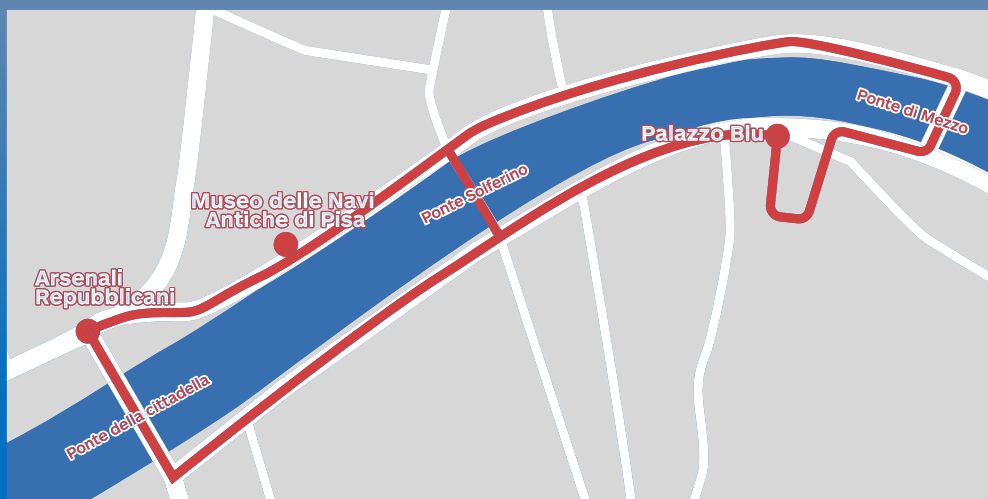 Ponte di Mezzo
Palazzo Blu
Ponte Solferino
Museo delle Navi
Antiche di Pisa
Arsenali
Repubblicani
Ponte della cittadella